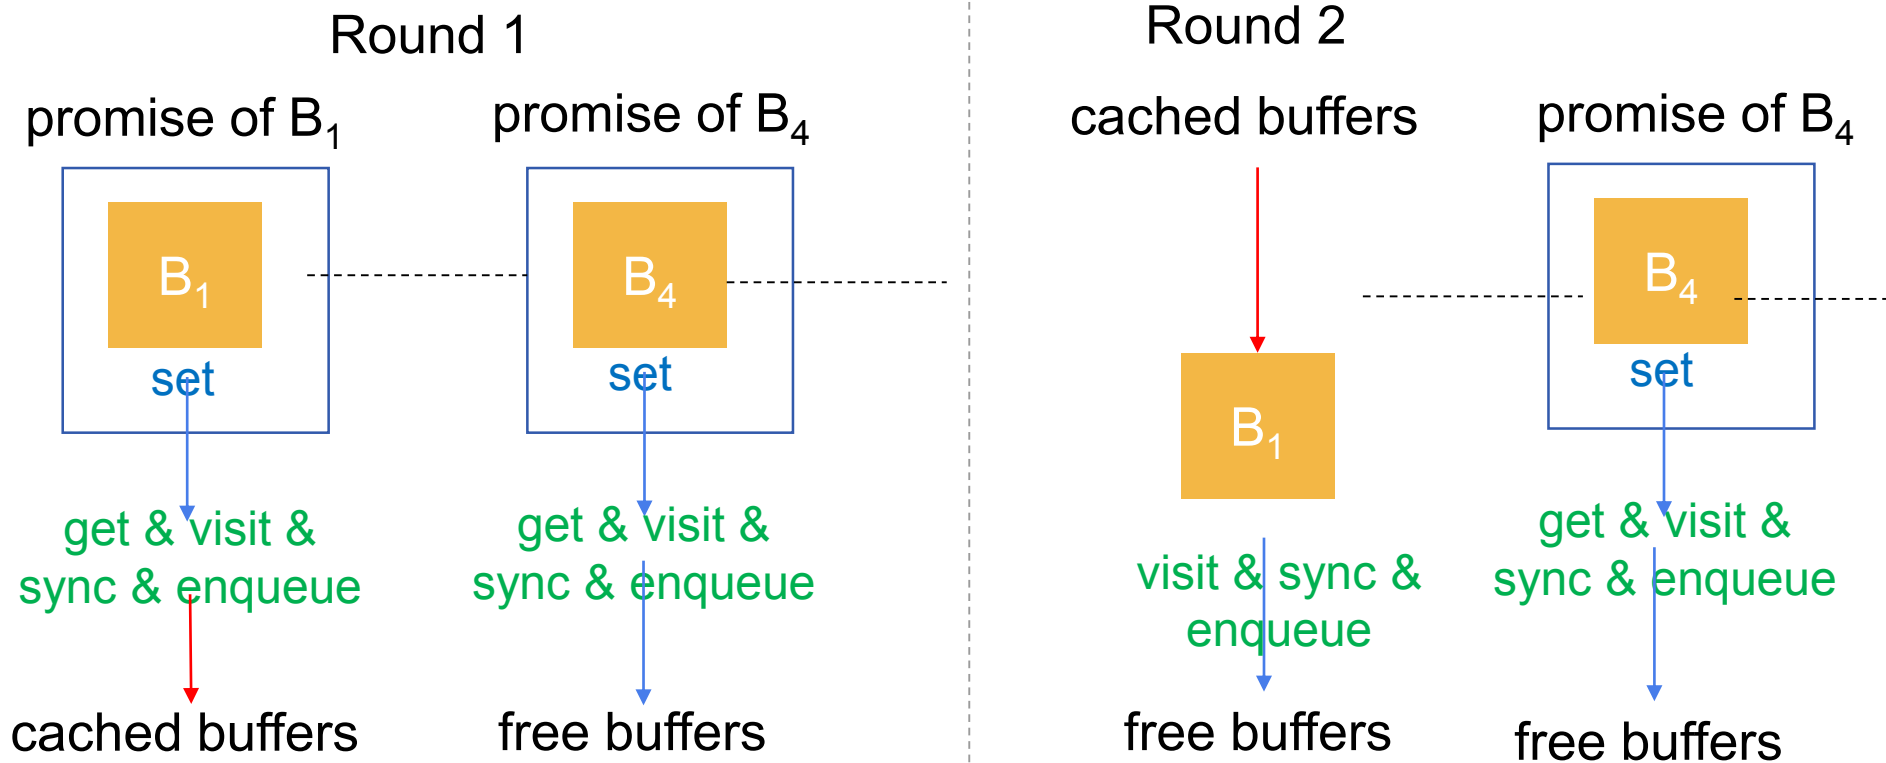 Round 1
promise of B₁
promise of B₄
B₁
B₄
set
set
get & visit &
sync & enqueue
get & visit &
sync & enqueue
cached buffers
free buffers
Round 2
cached buffers
promise of B₄
B₁
B₄
set
visit & sync &
enqueue
get & visit &
sync & enqueue
free buffers
free buffers